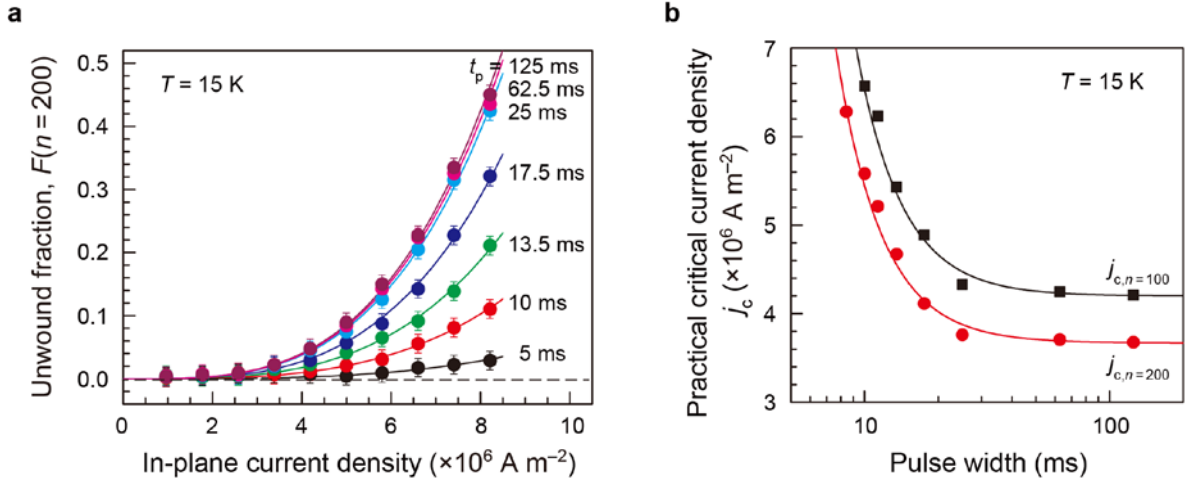 a
T = 15 K
tp = 125 ms
62.5 ms
25 ms
17.5 ms
13.5 ms
10 ms
5 ms
0.5
0.4
0.3
0.2
0.1
0.0
0
2
4
6
8
10
Unwound fraction, F(n = 200)
In-plane current density (×10⁶ A m⁻²)
b
T = 15 K
7
6
5
4
3
10
100
jc,n=100
jc,n=200
Practical critical current density
jc (×10⁶ A m⁻²)
Pulse width (ms)